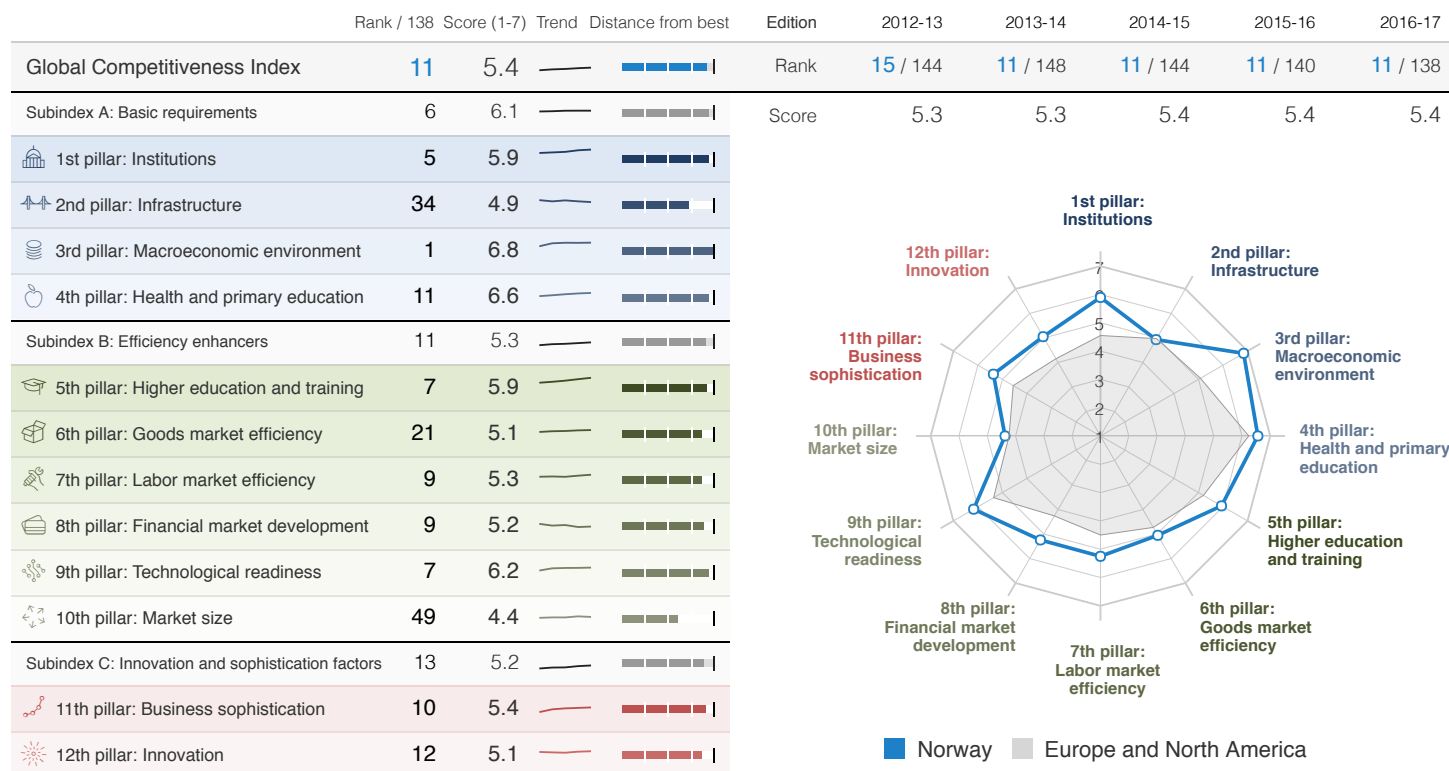 Rank / 138 Score (1-7) Trend Distance from best
Global Competitiveness Index 11 5.4
Subindex A: Basic requirements 6 6.1
1st pillar: Institutions 5 5.9
2nd pillar: Infrastructure 34 4.9
3rd pillar: Macroeconomic environment 1 6.8
4th pillar: Health and primary education 11 6.6
Subindex B: Efficiency enhancers 11 5.3
5th pillar: Higher education and training 7 5.9
6th pillar: Goods market efficiency 21 5.1
7th pillar: Labor market efficiency 9 5.3
8th pillar: Financial market development 9 5.2
9th pillar: Technological readiness 7 6.2
10th pillar: Market size 49 4.4
Subindex C: Innovation and sophistication factors 13 5.2
11th pillar: Business sophistication 10 5.4
12th pillar: Innovation 12 5.1
Edition 2012-13 2013-14 2014-15 2015-16 2016-17
Rank 15 / 144 11 / 148 11 / 144 11 / 140 11 / 138
Score 5.3 5.3 5.4 5.4 5.4
1st pillar:
Institutions
2nd pillar:
Infrastructure
3rd pillar:
Macroeconomic
environment
4th pillar:
Health and primary
education
5th pillar:
Higher education
and training
6th pillar:
Goods market
efficiency
7th pillar:
Labor market
efficiency
8th pillar:
Financial market
development
9th pillar:
Technological
readiness
10th pillar:
Market size
11th pillar:
Business
sophistication
12th pillar:
Innovation
7
6
5
4
3
2
1
Norway Europe and North America